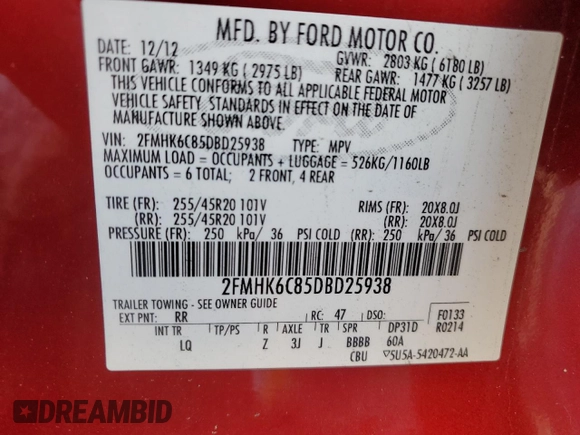 MFD. BY FORD MOTOR CO.
DATE: 12/12 GVWR: 2803 KG ( 6180 LB)
FRONT GAWR: 1349 KG ( 2975 LB) REAR GAWR: 1477 KG ( 3257 LB)
THIS VEHICLE CONFORMS TO ALL APPLICABLE FEDERAL MOTOR
VEHICLE SAFETY, STANDARDS IN EFFECT ON THE DATE OF
MANUFACTURE SHOWN ABOVE.
VIN: 2FMHK6C85DBD25938 TYPE: MPV
MAXIMUM LOAD = OCCUPANTS + LUGGAGE = 526KG/1160LB
OCCUPANTS = 6 TOTAL; 2 FRONT, 4 REAR
TIRE (FR): 255/45R20 101V RIMS (FR): 20X8.0J
(RR): 255/45R20 101V (RR): 20X8.0J
PRESSURE (FR): 250 kPa/ 36 PSI COLD (RR): 250 kPa/ 36 PSI COLD
2FMHK6C85DBD25938
TRAILER TOWING - SEE OWNER GUIDE
EXT PNT: RR RC: 47 DSO: F0133
INT TR TP/PS R AXLE TR SPR DP31D R0214
LQ Z 3J J BBBB 60A
CBU 5U5A-5420472-AA
DREAMBID